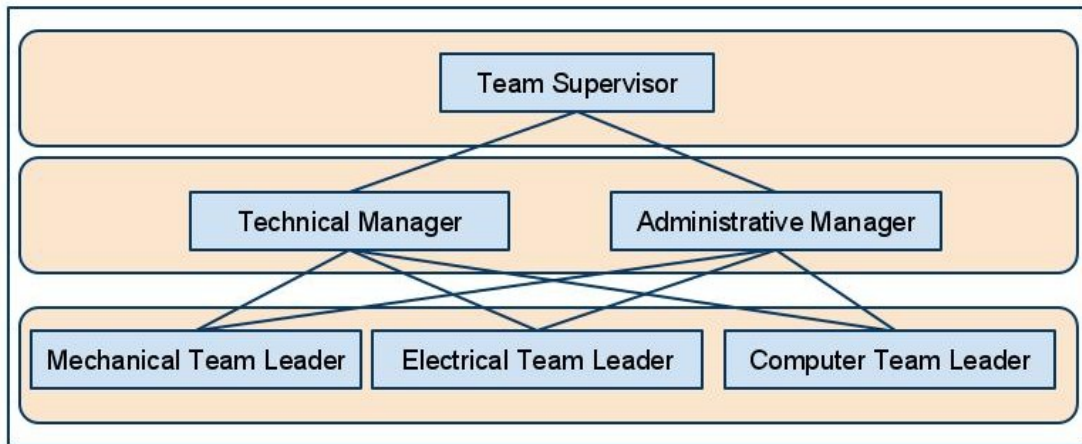 Team Supervisor
Technical Manager
Administrative Manager
Mechanical Team Leader
Electrical Team Leader
Computer Team Leader